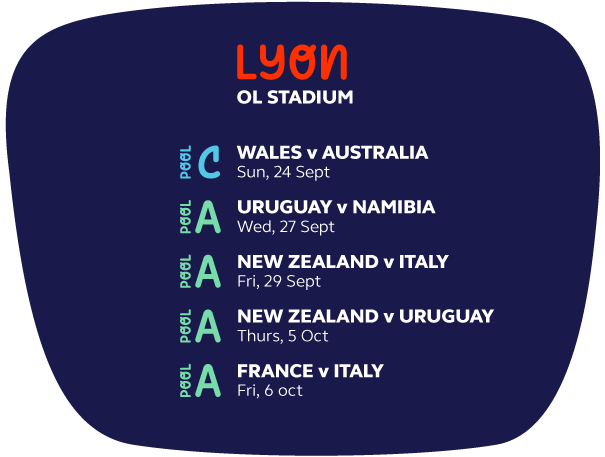 Lyon
OL STADIUM
POOL C WALES v AUSTRALIA
Sun, 24 Sept
POOL A URUGUAY v NAMIBIA
Wed, 27 Sept
POOL A NEW ZEALAND v ITALY
Fri, 29 Sept
POOL A NEW ZEALAND v URUGUAY
Thurs, 5 Oct
POOL A FRANCE v ITALY
Fri, 6 oct